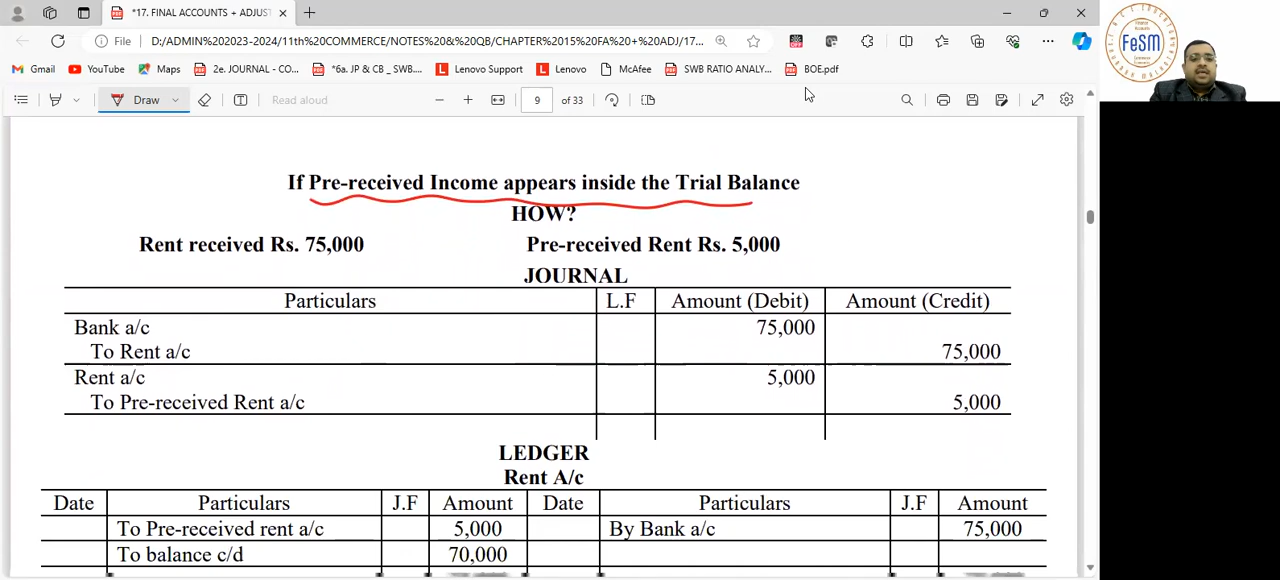 *17. FINAL ACCOUNTS + ADJUST
File
D:/ADMIN%202023-2024/11th%20COMMERCE/NOTES%20SWB%20HQB/CHAPTER%2015%20FA%20+%20ADJ/17...
Gmail YouTube Maps 2e. JOURNAL - CO... *6a. JP & CB _ SWB.... Lenovo Support Lenovo McAfee SWB RATIO ANALY... BOE.pdf
Draw Read aloud 9 of 33
FeSM
If Pre-received Income appears inside the Trial Balance
HOW?
Rent received Rs. 75,000 Pre-received Rent Rs. 5,000
JOURNAL
Particulars L.F Amount (Debit) Amount (Credit)
Bank a/c 75,000
To Rent a/c 75,000
Rent a/c 5,000
To Pre-received Rent a/c 5,000
LEDGER
Rent A/c
Date Particulars J.F Amount Date Particulars J.F Amount
To Pre-received rent a/c 5,000 By Bank a/c 75,000
To balance c/d 70,000